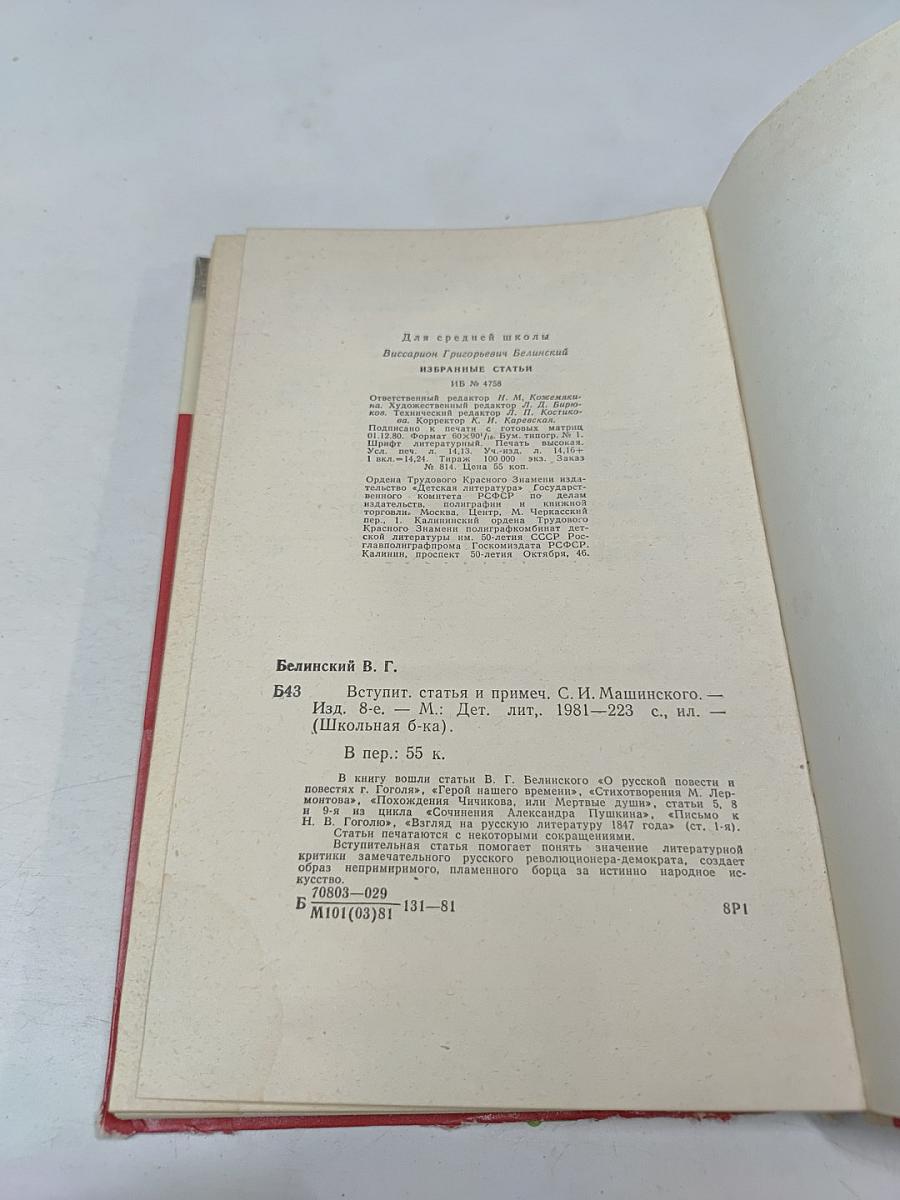 Для средней школы
Виссарион Григорьевич Белинский
ИЗБРАННЫЕ СТАТЬИ
ИБ № 4758
Ответственный редактор Н. М. Кожемяки-
на. Художественный редактор Л. Д. Бирю-
ков. Технический редактор Л. П. Костико-
ва. Корректор К. И. Каревская.
Подписано к печати с готовых матриц
01.12.80. Формат 60×90¹/₁₆. Бум. типогр. № 1.
Шрифт литературный. Печать высокая.
Усл. печ. л. 14,13. Уч.-изд. л. 14,16+
1 вкл.=14,24. Тираж 100 000 экз. Заказ
№ 814. Цена 55 коп.
Ордена Трудового Красного Знамени изда-
тельство «Детская литература» Государст-
венного комитета РСФСР по делам
издательств, полиграфии и книжной
торговли. Москва, Центр, М. Черкасский
пер., 1. Калининский ордена Трудового
Красного Знамени полиграфкомбинат дет-
ской литературы им. 50-летия СССР Рос-
главполиграфпрома Госкомиздата РСФСР.
Калинин, проспект 50-летия Октября, 46.
Белинский В. Г.
Б43 Вступит. статья и примеч. С. И. Машинского. —
Изд. 8-е. — М.: Дет. лит,. 1981—223 с., ил. —
(Школьная б-ка).
В пер.: 55 к.
В книгу вошли статьи В. Г. Белинского «О русской повести и
повестях г. Гоголя», «Герой нашего времени», «Стихотворения М. Лер-
монтова», «Похождения Чичикова, или Мертвые души», статьи 5, 8
и 9-я из цикла «Сочинения Александра Пушкина», «Письмо к
Н. В. Гоголю», «Взгляд на русскую литературу 1847 года» (ст. 1-я).
Статьи печатаются с некоторыми сокращениями.
Вступительная статья помогает понять значение литературной
критики замечательного русского революционера-демократа, создает
образ непримиримого, пламенного борца за истинно народное ис-
кусство.
70803—029
Б М101(03)81 131—81 8Р1